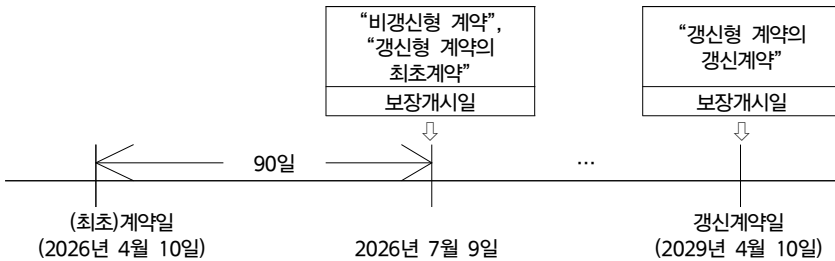 “비갱신형 계약”,
“갱신형 계약의
최초계약”
보장개시일
“갱신형 계약의
갱신계약”
보장개시일
90일
…
(최초)계약일
(2026년 4월 10일)
2026년 7월 9일
갱신계약일
(2029년 4월 10일)